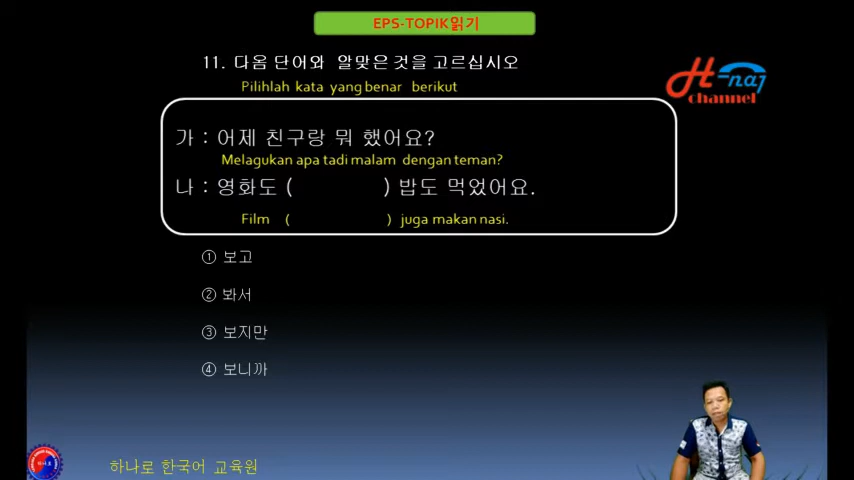 EPS-TOPIK읽기
11. 다음 단어와 알맞은 것을 고르십시오
Pilihlah kata yang benar berikut
H-naj
channel
가 : 어제 친구랑 뭐 했어요?
Melagukan apa tadi malam dengan teman?
나 : 영화도 ( ) 밥도 먹었어요.
Film ( ) juga makan nasi.
① 보고
② 봐서
③ 보지만
④ 보니까
하나로 한국어 교육원